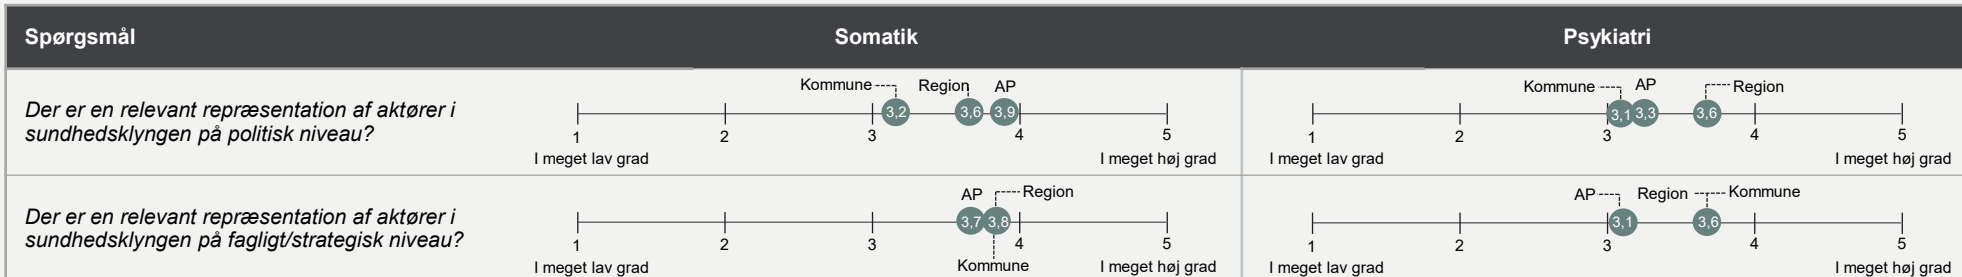 Spørgsmål Somatik Psykiatri
Der er en relevant repræsentation af aktører i
sundhedsklyngen på politisk niveau?
Kommune Region AP
3,2 3,6 3,9
1 2 3 4 5
I meget lav grad I meget høj grad
Kommune AP Region
3,1 3,3 3,6
1 2 3 4 5
I meget lav grad I meget høj grad
Der er en relevant repræsentation af aktører i
sundhedsklyngen på fagligt/strategisk niveau?
AP Region
3,7 3,8
1 2 3 4 5
Kommune
I meget lav grad I meget høj grad
AP Region Kommune
3,1 3,6
1 2 3 4 5
I meget lav grad I meget høj grad